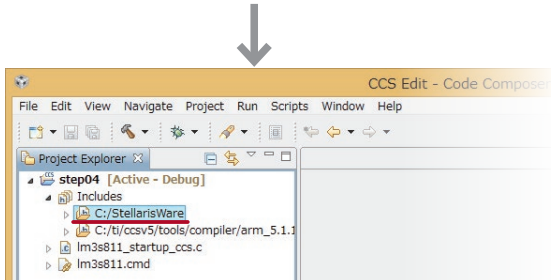 CCS Edit - Code Composer
File Edit View Navigate Project Run Scripts Window Help
Project Explorer
step04 [Active - Debug]
Includes
C:/StellarisWare
C:/ti/ccsv5/tools/compiler/arm_5.1.1
lm3s811_startup_ccs.c
lm3s811.cmd